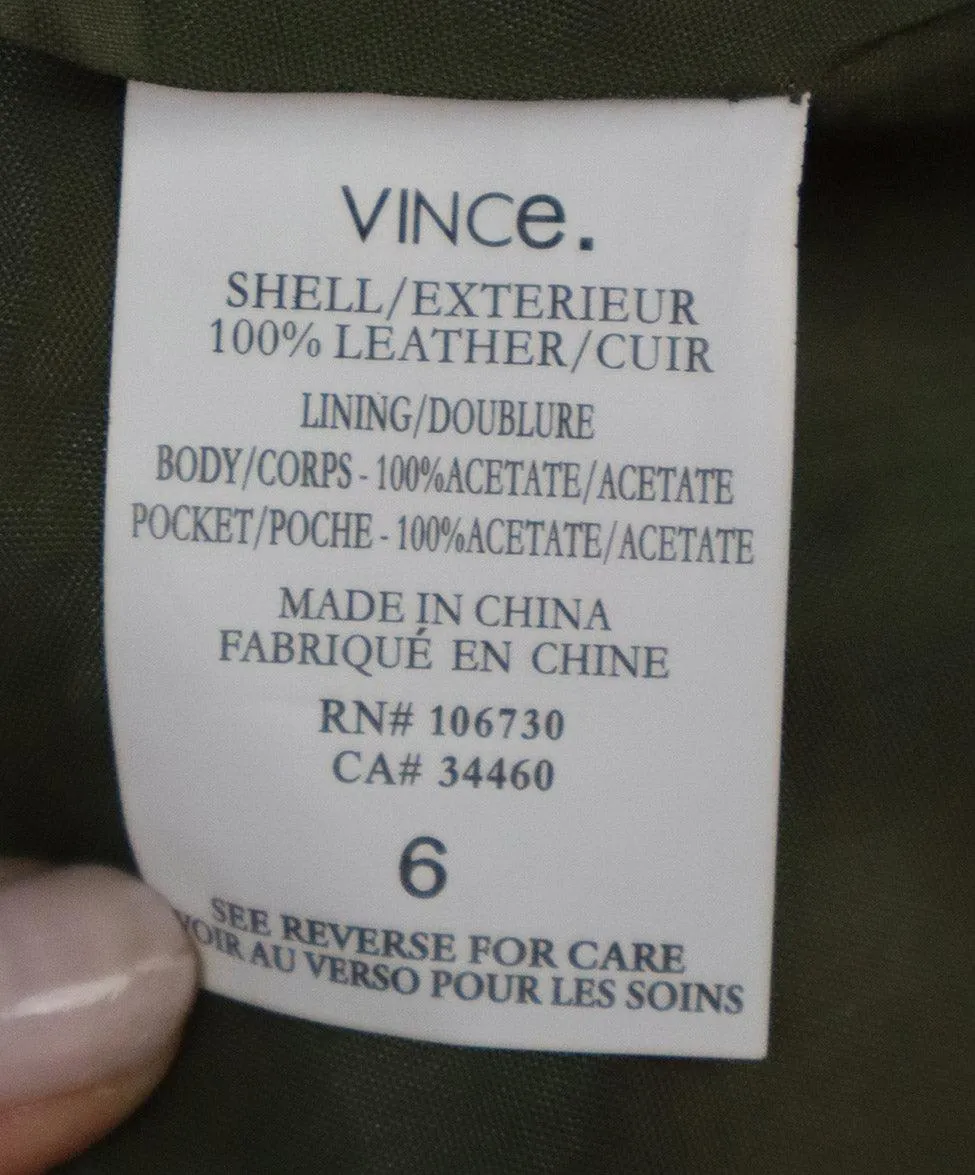 VINCe.
SHELL/EXTERIEUR
100% LEATHER/CUIR
LINING/DOUBLURE
BODY/CORPS - 100%ACETATE/ACETATE
POCKET/POCHE - 100%ACETATE/ACETATE
MADE IN CHINA
FABRIQUÉ EN CHINE
RN# 106730
CA# 34460
6
SEE REVERSE FOR CARE
VOIR AU VERSO POUR LES SOINS